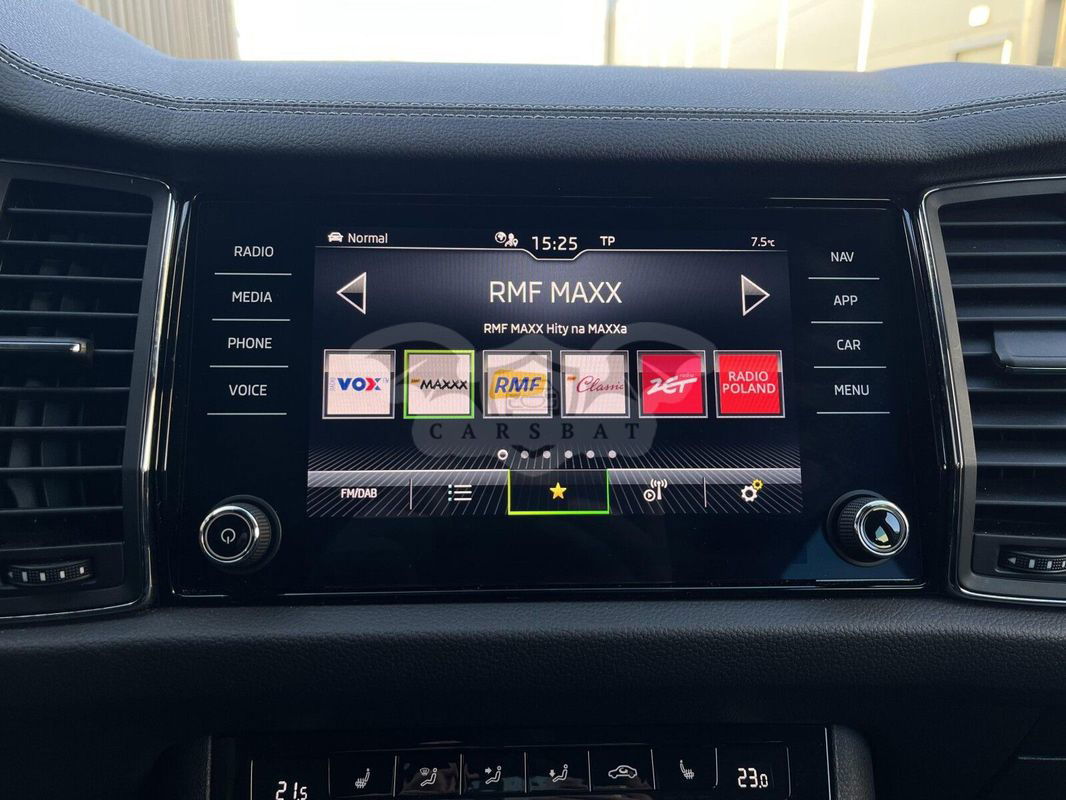 RADIO
MEDIA
PHONE
VOICE
Normal
15:25
TP
7.5°C
RMF MAXX
RMF MAXX Hity na MAXXa
VOX
MAXXX
RMF
Classic
ZET
RADIO
POLAND
CARSBAT
FM/DAB
NAV
APP
CAR
MENU
21.5
23.0